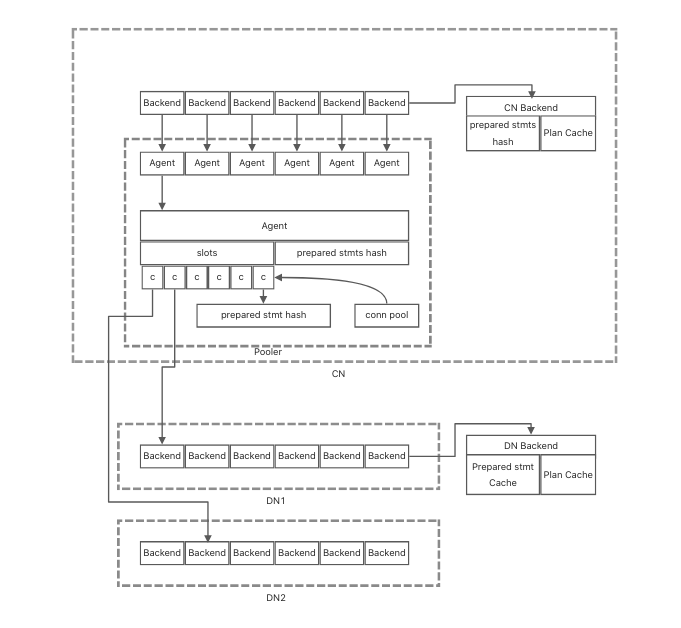 Backend Backend Backend Backend Backend Backend
CN Backend
prepared stmts
hash
Plan Cache
Agent Agent Agent Agent Agent Agent
Agent
slots
prepared stmts hash
c c c c c c
prepared stmt hash
conn pool
Pooler
CN
Backend Backend Backend Backend Backend Backend
DN Backend
Prepared stmt
Cache
Plan Cache
DN1
Backend Backend Backend Backend Backend Backend
DN2